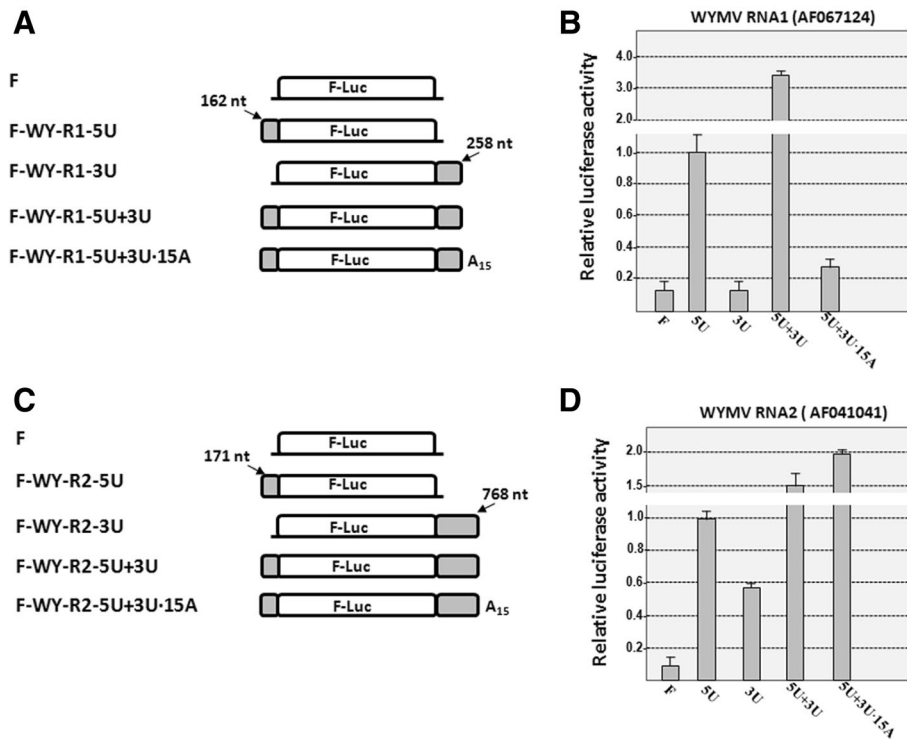 A
F
F-Luc
162 nt
F-WY-R1-5U
F-Luc
258 nt
F-WY-R1-3U
F-Luc
F-WY-R1-5U+3U
F-Luc
F-WY-R1-5U+3U·15A
F-Luc
A15
B
WYMV RNA1 (AF067124)
Relative luciferase activity
4.0
3.0
2.0
1.0
0.8
0.6
0.4
0.2
F
5U
3U
5U+3U
5U+3U·15A
C
F
F-Luc
171 nt
F-WY-R2-5U
F-Luc
768 nt
F-WY-R2-3U
F-Luc
F-WY-R2-5U+3U
F-Luc
F-WY-R2-5U+3U·15A
F-Luc
A15
D
WYMV RNA2 ( AF041041)
Relative luciferase activity
2.0
1.5
1.0
0.8
0.6
0.4
0.2
F
5U
3U
5U+3U
5U+3U·15A